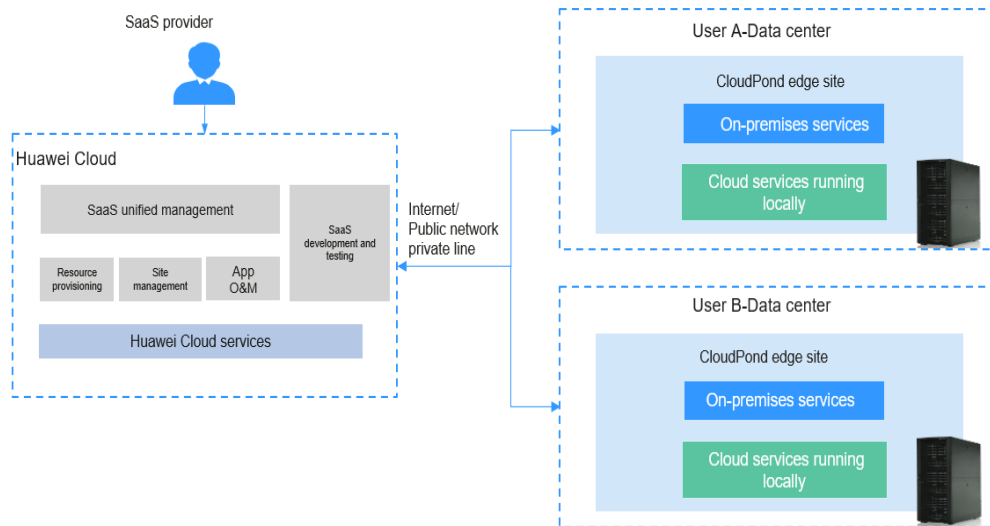 SaaS provider
Huawei Cloud
SaaS unified management
SaaS
development and
testing
Resource
provisioning
Site
management
App
O&M
Huawei Cloud services
Internet/
Public network
private line
User A-Data center
CloudPond edge site
On-premises services
Cloud services running
locally
User B-Data center
CloudPond edge site
On-premises services
Cloud services running
locally